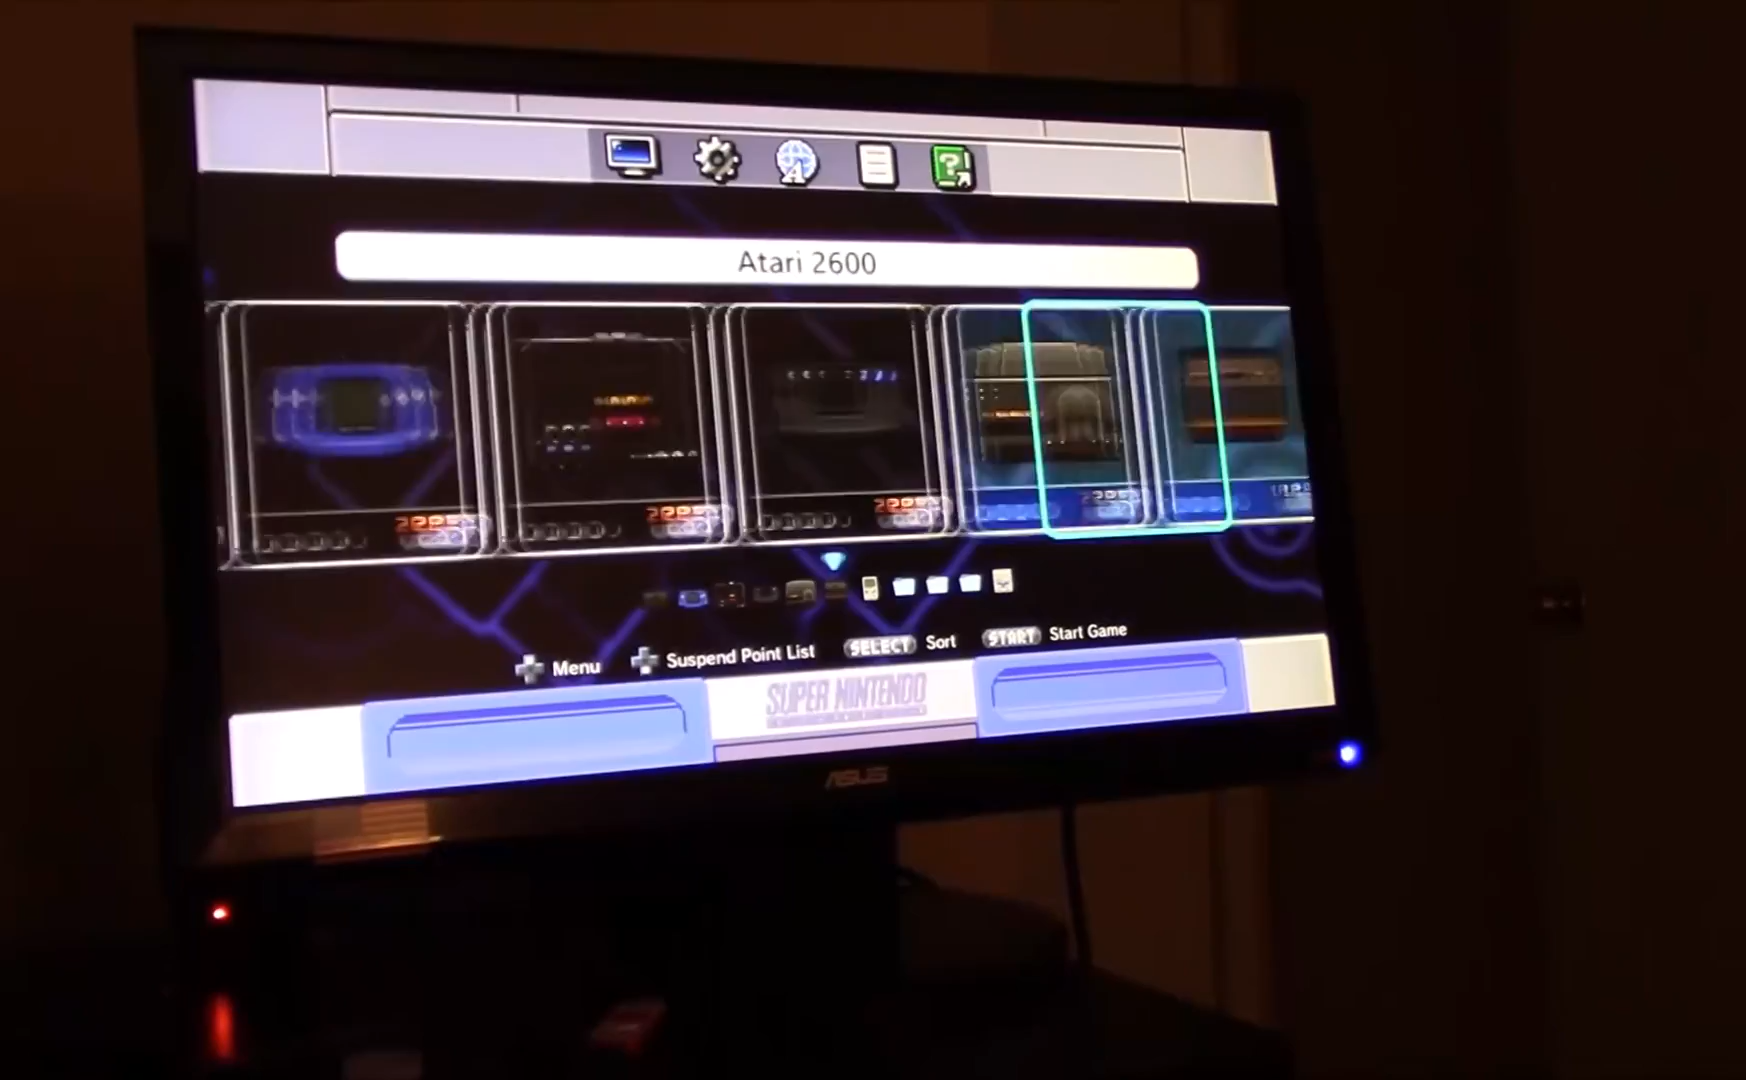 Atari 2600
Menu
Suspend Point List
SELECT Sort
START Start Game
SUPER NINTENDO
ASUS